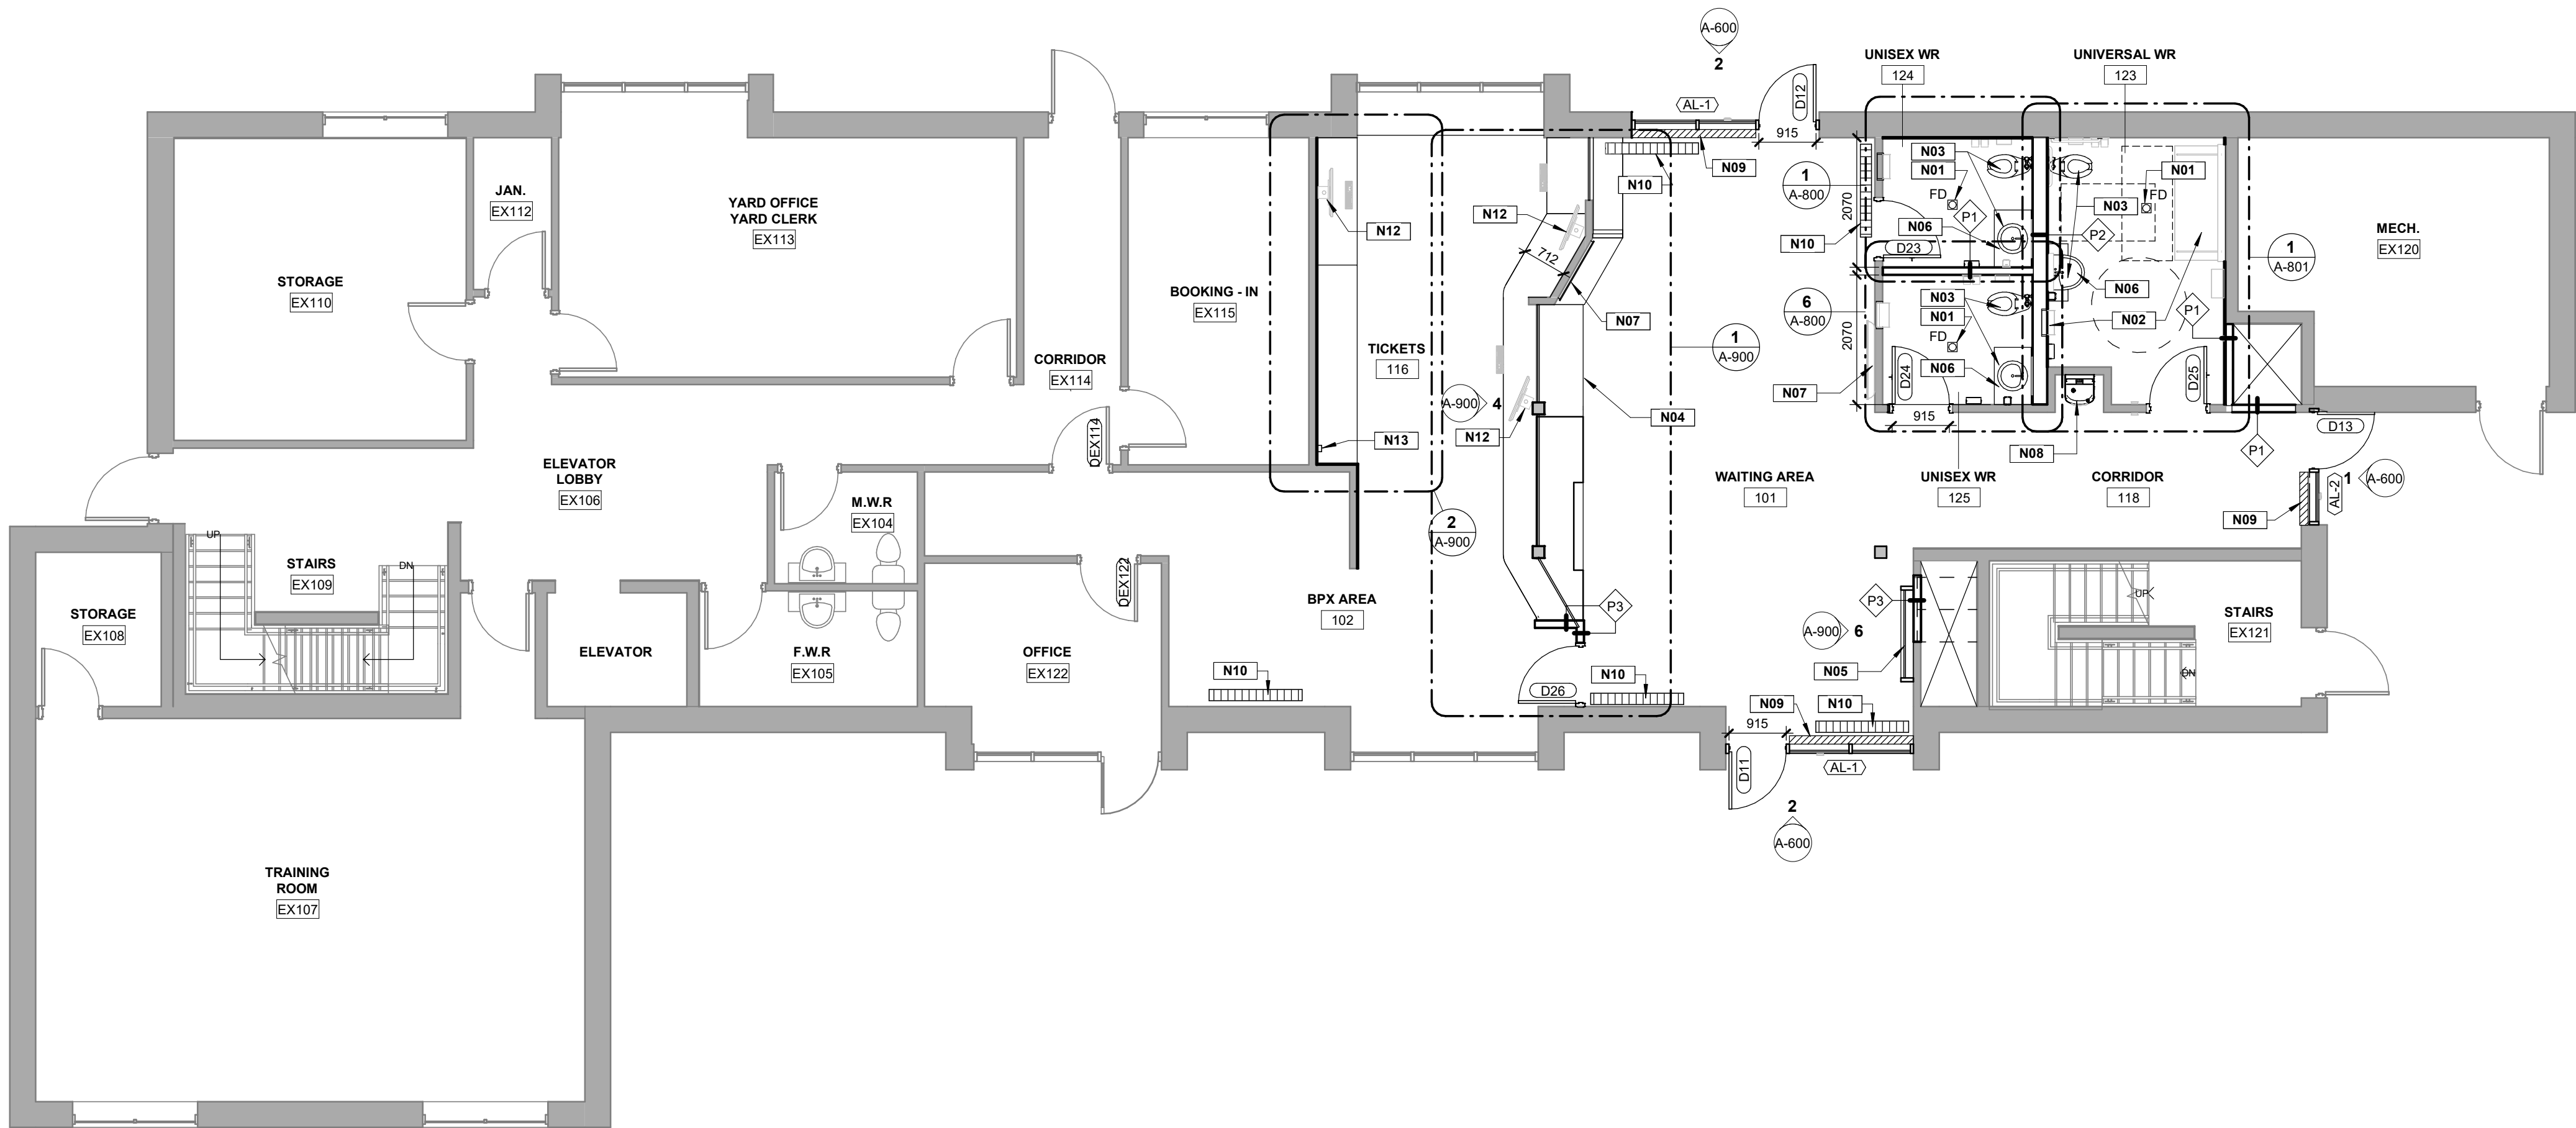 A-600
2
UNISEX WR
124
UNIVERSAL WR
123
AL-1
D12
915
N09
N10
JAN.
EX112
YARD OFFICE
YARD CLERK
EX113
STORAGE
EX110
BOOKING - IN
EX115
CORRIDOR
EX114
DEX114
N12
N12
712
N07
TICKETS
116
A-900
4
N12
N13
N04
1
A-900
2
A-900
1
A-800
2070
N10
N03
N01
FD
P1
N06
D23
6
A-800
2070
N07
N03
N01
FD
N06
D24
915
N01
FD
N03
P2
N06
N02
P1
D25
N08
1
A-801
MECH.
EX120
P1
D13
1
A-600
AL-2
N09
WAITING AREA
101
UNISEX WR
125
CORRIDOR
118
ELEVATOR
LOBBY
EX106
M.W.R
EX104
UP
STAIRS
EX109
DN
STORAGE
EX108
ELEVATOR
F.W.R
EX105
DEX122
OFFICE
EX122
BPX AREA
102
N10
P3
D26
N10
P3
A-900
6
N05
UP
STAIRS
EX121
DN
N09
N10
915
D11
AL-1
2
A-600
TRAINING
ROOM
EX107